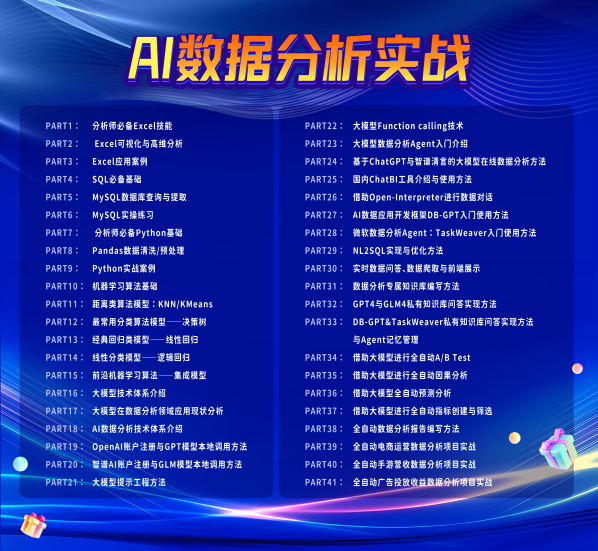 AI数据分析实战
PART1： 分析师必备Excel技能
PART2： Excel可视化与高维分析
PART3： Excel应用案例
PART4： SQL必备基础
PART5： MySQL数据库查询与提取
PART6： MySQL实操练习
PART7： 分析师必备Python基础
PART8： Pandas数据清洗/预处理
PART9： Python实战案例
PART10： 机器学习算法基础
PART11： 距离类算法模型：KNN/KMeans
PART12： 最常用分类算法模型——决策树
PART13： 经典回归类模型——线性回归
PART14： 线性分类模型——逻辑回归
PART15： 前沿机器学习算法——集成模型
PART16： 大模型技术体系介绍
PART17： 大模型在数据分析领域应用现状分析
PART18： AI数据分析技术体系介绍
PART19： OpenAI账户注册与GPT模型本地调用方法
PART20： 智谱AI账户注册与GLM模型本地调用方法
PART21： 大模型提示工程方法
PART22： 大模型Function calling技术
PART23： 大模型数据分析Agent入门介绍
PART24： 基于ChatGPT与智谱清言的大模型在线数据分析方法
PART25： 国内ChatBI工具介绍与使用方法
PART26： 借助Open-Interpreter进行数据对话
PART27： AI数据应用开发框架DB-GPT入门使用方法
PART28： 微软数据分析Agent：TaskWeaver入门使用方法
PART29： NL2SQL实现与优化方法
PART30： 实时数据问答、数据爬取与前端展示
PART31： 数据分析专属知识库编写方法
PART32： GPT4与GLM4私有知识库问答实现方法
PART33： DB-GPT&TaskWeaver私有知识库问答实现方法
与Agent记忆管理
PART34： 借助大模型进行全自动A/B Test
PART35： 借助大模型进行全自动因果分析
PART36： 借助大模型全自动预测分析
PART37： 借助大模型进行全自动指标创建与筛选
PART38： 全自动数据分析报告编写方法
PART39： 全自动电商运营数据分析项目实战
PART40： 全自动手游营收数据分析项目实战
PART41： 全自动广告投放收益数据分析项目实战